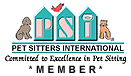 PSi
PET SITTERS INTERNATIONAL
Committed to Excellence in Pet Sitting
*MEMBER*